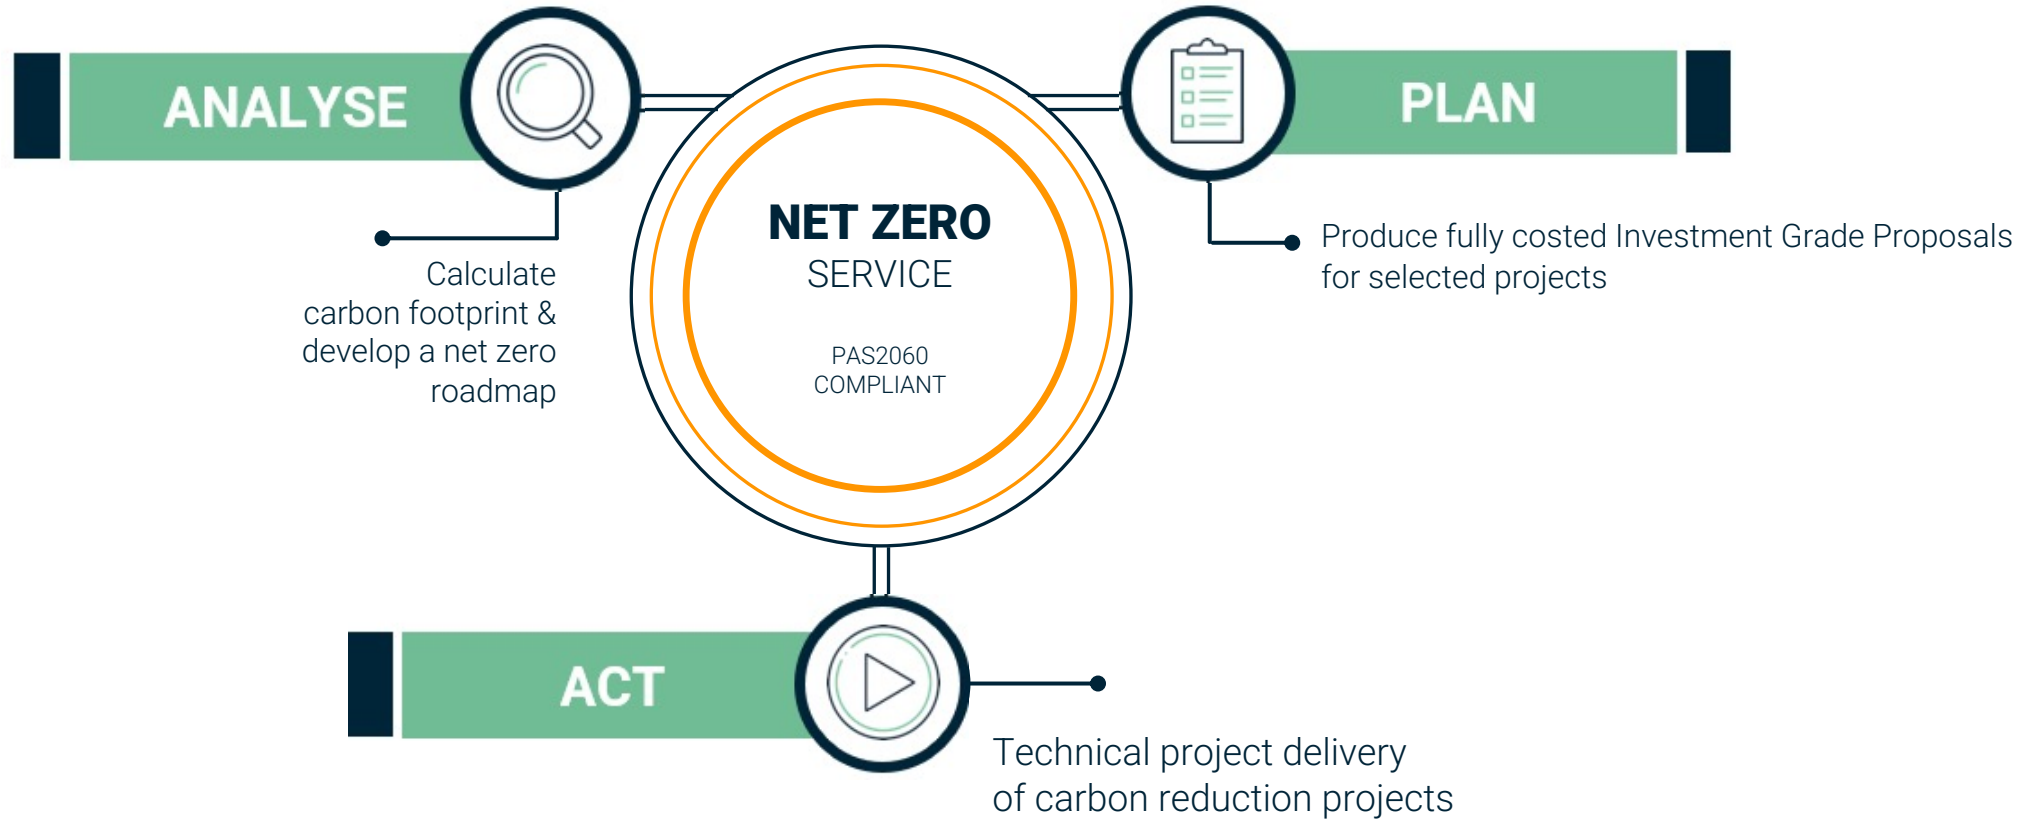 ANALYSE
Calculate
carbon footprint &
develop a net zero
roadmap
NET ZERO
SERVICE
PAS2060
COMPLIANT
PLAN
Produce fully costed Investment Grade Proposals
for selected projects
ACT
Technical project delivery
of carbon reduction projects